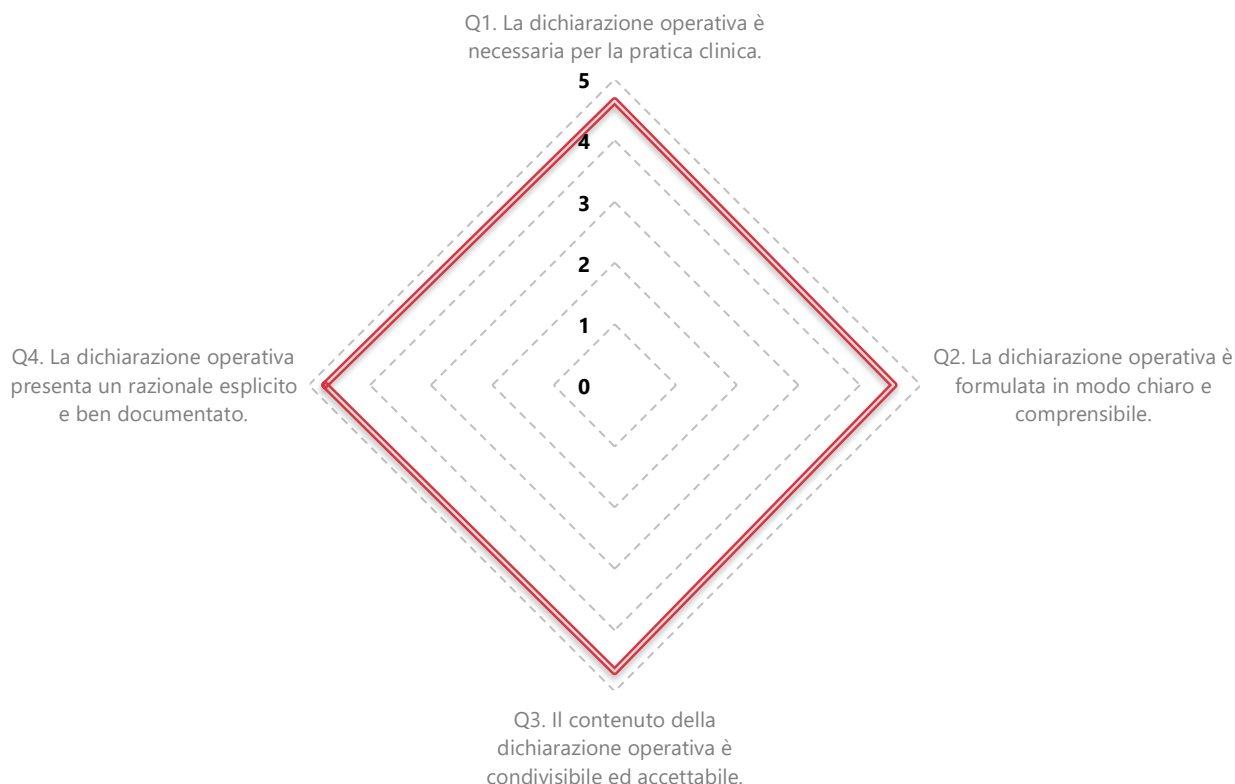 Q1. La dichiarazione operativa è
necessaria per la pratica clinica.
5
4
3
2
1
0
Q4. La dichiarazione operativa
presenta un razionale esplicito
e ben documentato.
Q2. La dichiarazione operativa è
formulata in modo chiaro e
comprensibile.
Q3. Il contenuto della
dichiarazione operativa è
condivisibile ed accettabile.